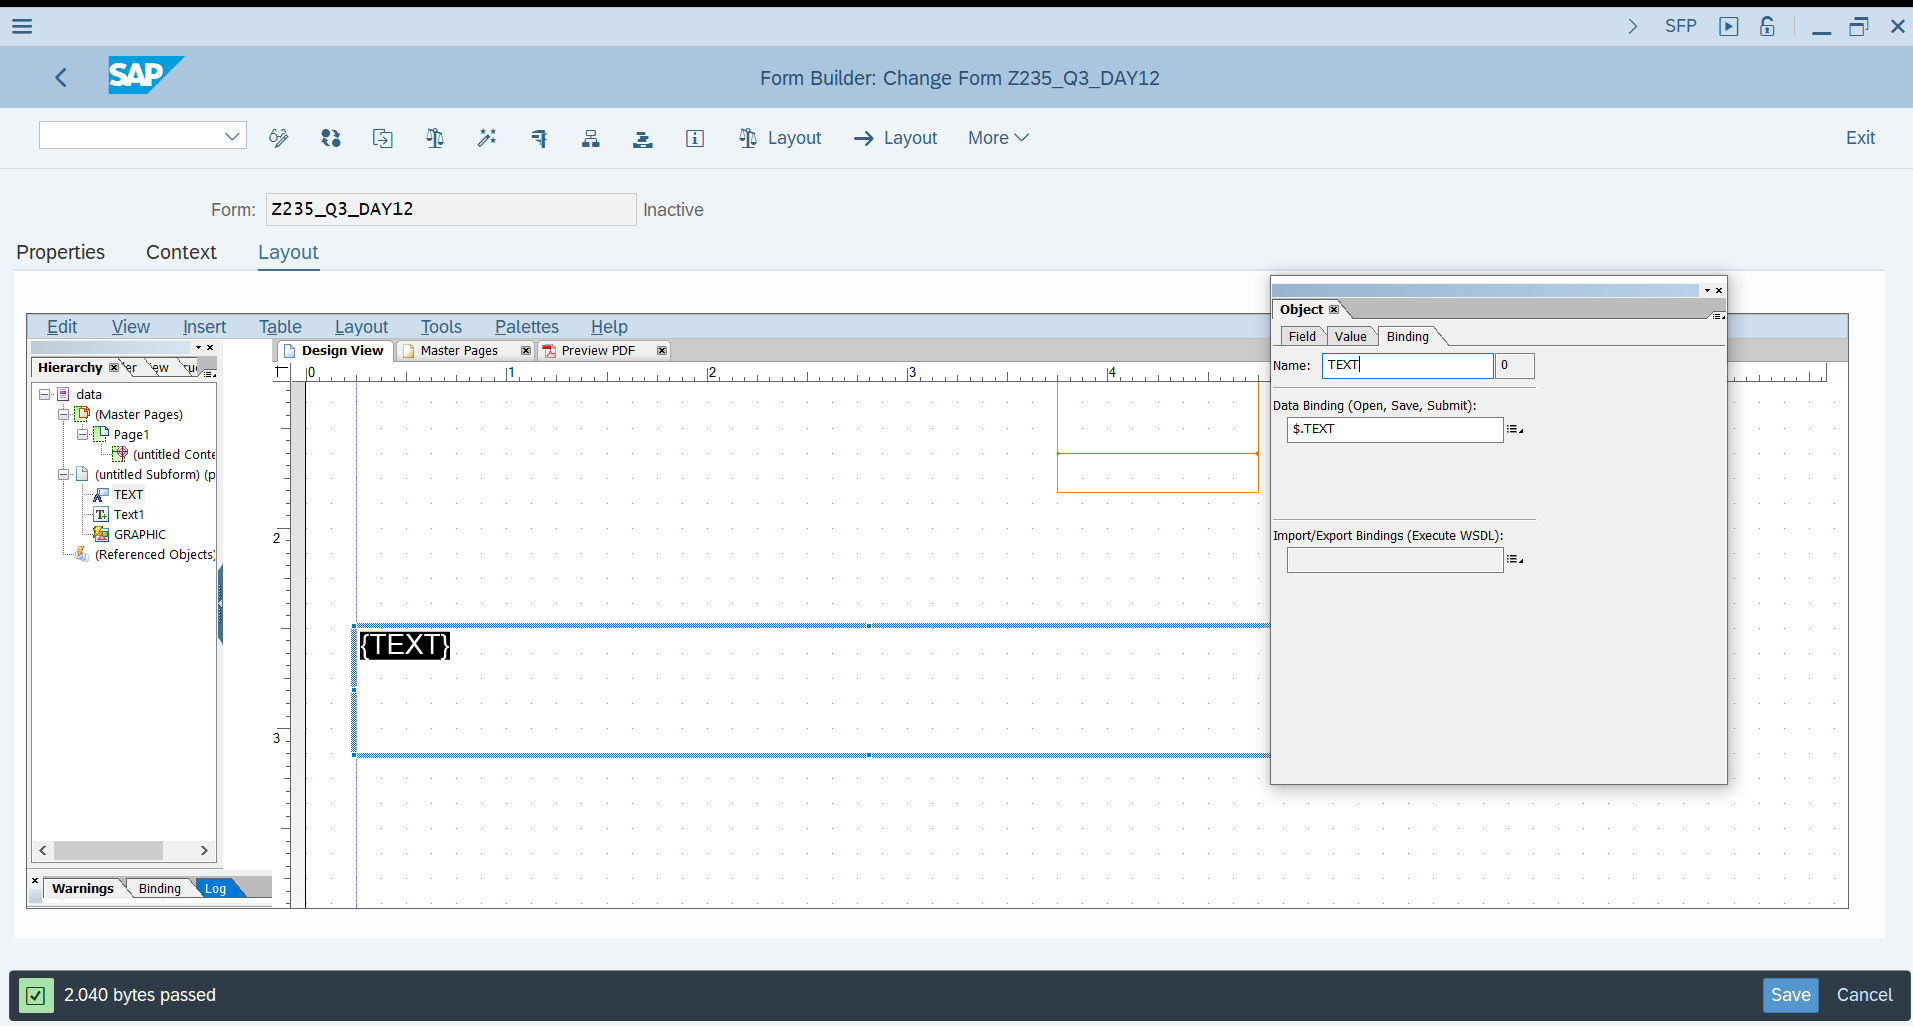 SFP
SAP
Form Builder: Change Form Z235_Q3_DAY12
Layout
Layout
More
Exit
Form: Z235_Q3_DAY12 Inactive
Properties Context Layout
Edit View Insert Table Layout Tools Palettes Help
Hierarchy er ew ru
data
(Master Pages)
Page1
(untitled Conte
(untitled Subform) (p
TEXT
Text1
GRAPHIC
(Referenced Objects)
Warnings Binding Log
Design View Master Pages Preview PDF
0 1 2 3 4
2
3
{TEXT}
Object
Field Value Binding
Name: TEXT 0
Data Binding (Open, Save, Submit):
$.TEXT
Import/Export Bindings (Execute WSDL):
2.040 bytes passed
Save Cancel